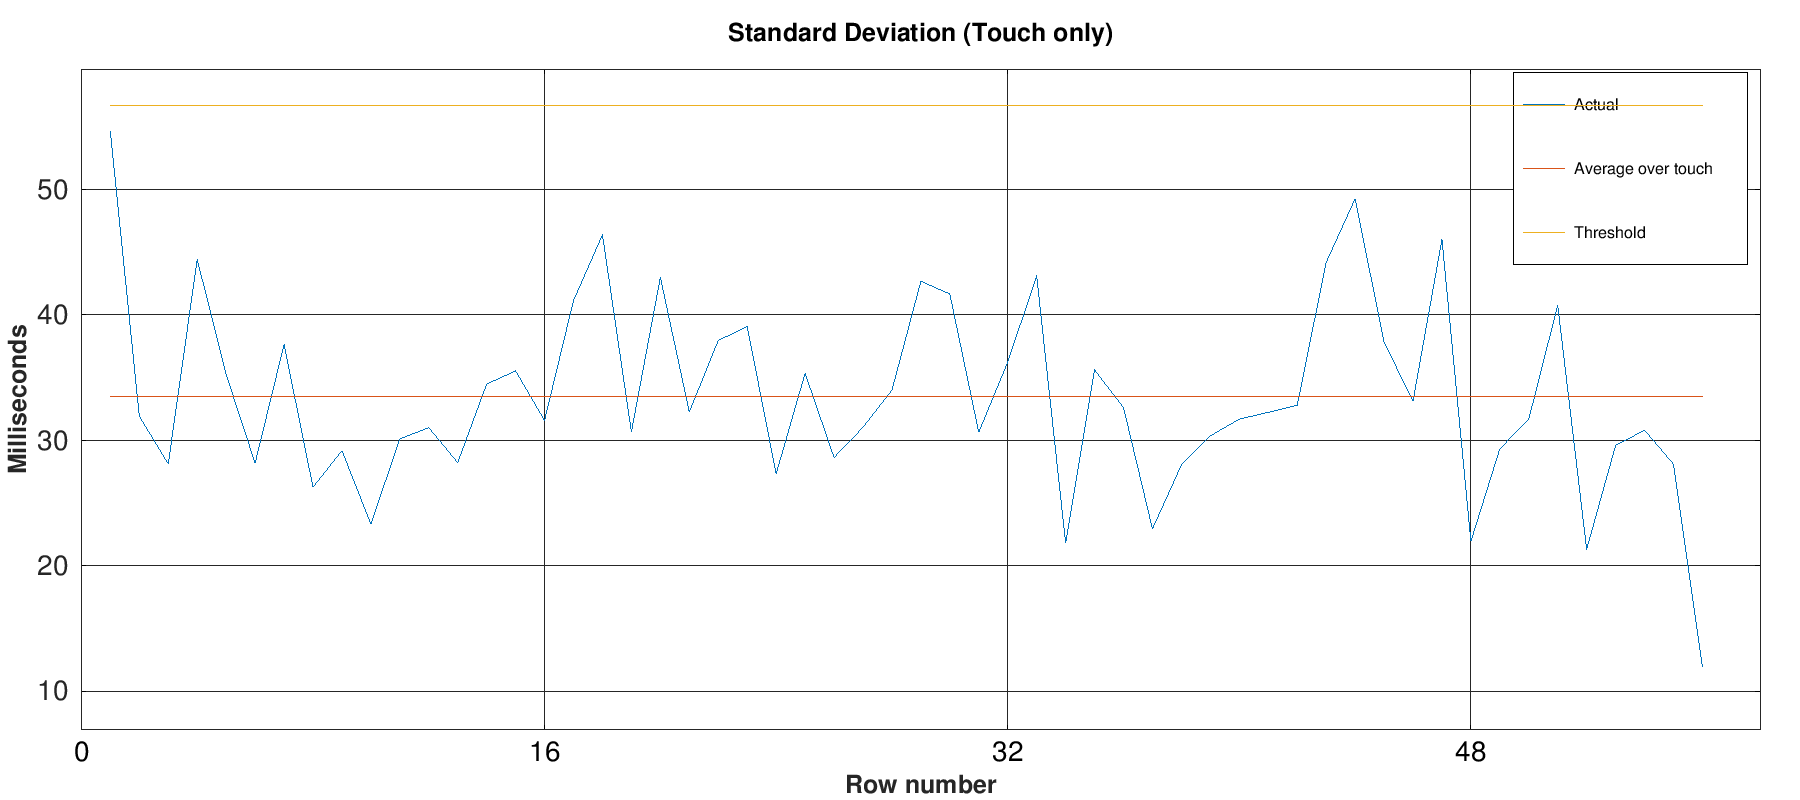 Standard Deviation (Touch only)
Actual
Average over touch
Threshold
50
40
30
20
10
Milliseconds
0 16 32 48
Row number